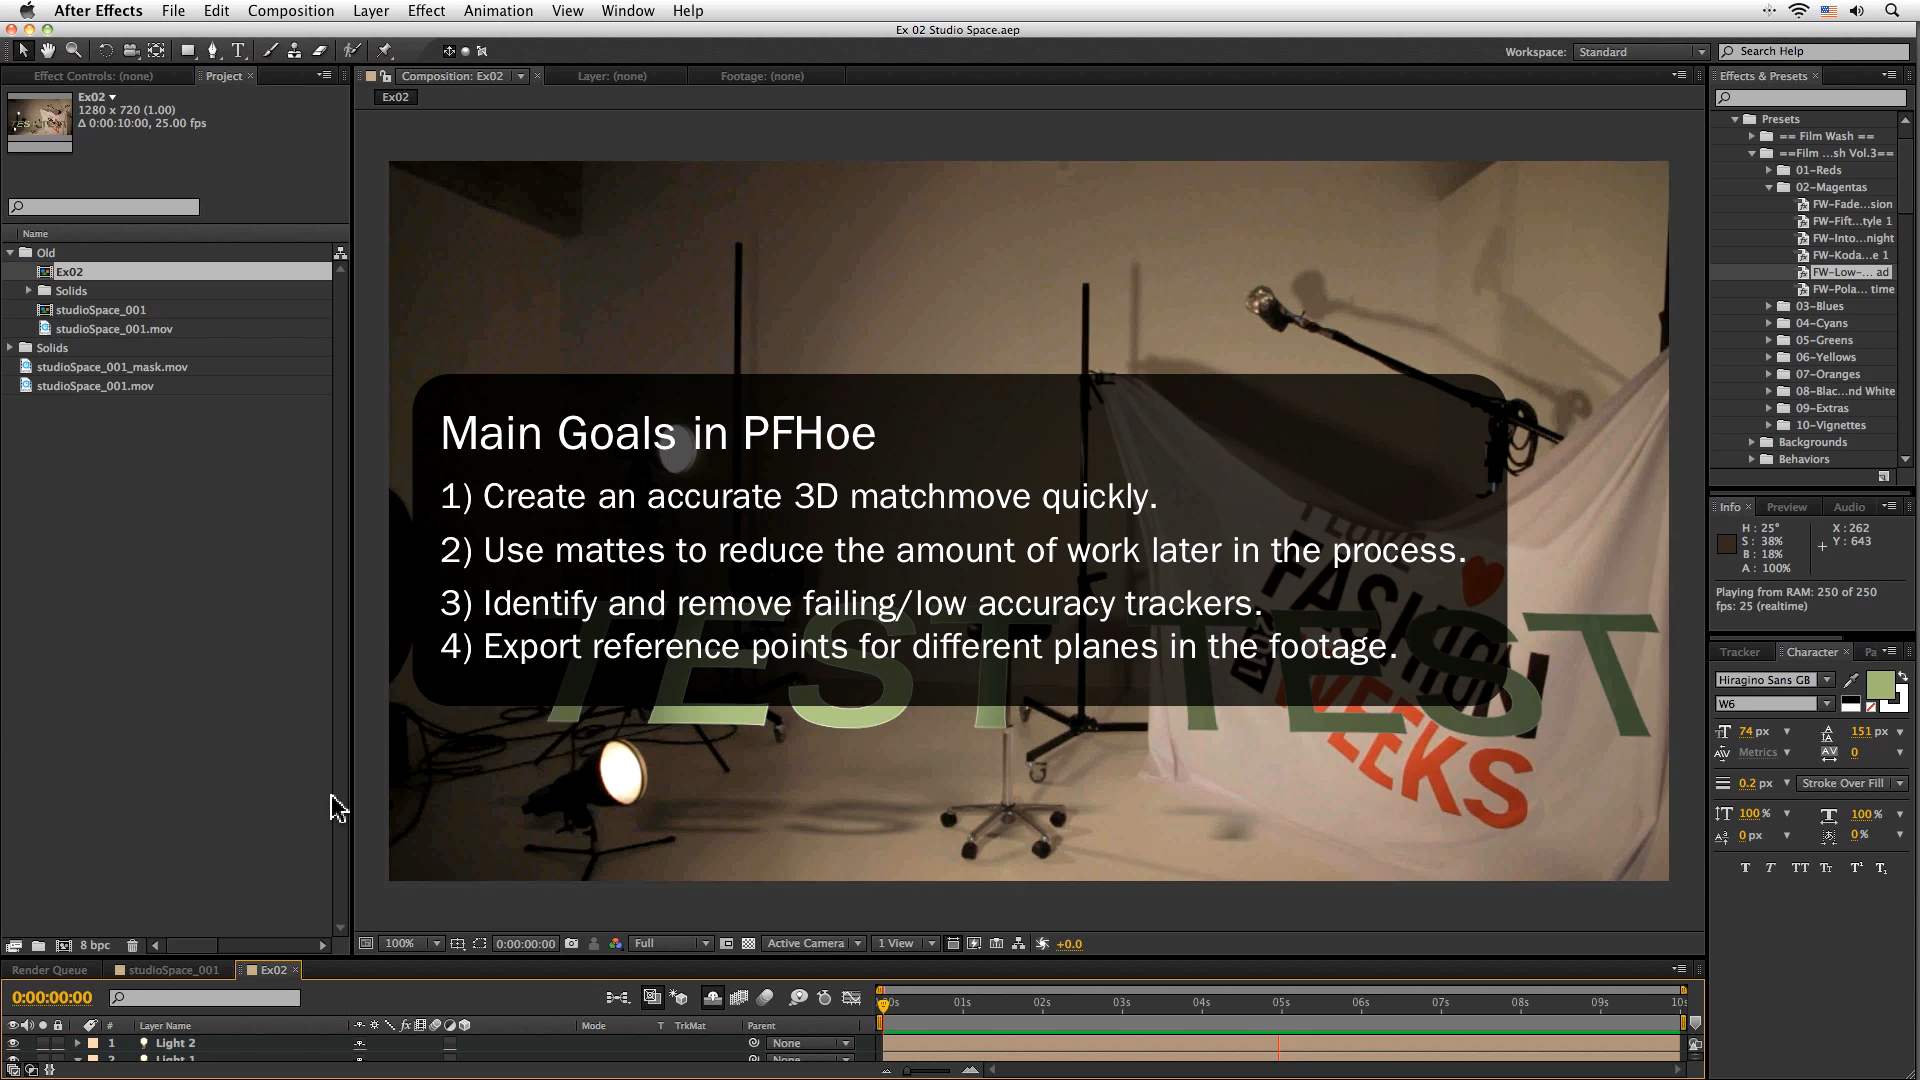 After Effects File Edit Composition Layer Effect Animation View Window Help
Ex 02 Studio Space.aep
Workspace: Standard Search Help
Effect Controls: (none) Project Composition: Ex02 Layer: (none) Footage: (none) Effects & Presets
Ex02
1280 x 720 (1.00)
Δ 0:00:10:00, 25.00 fps
Ex02
Name
Old
Ex02
Solids
studioSpace_001
studioSpace_001.mov
Solids
studioSpace_001_mask.mov
studioSpace_001.mov
Main Goals in PFHoe
1) Create an accurate 3D matchmove quickly.
2) Use mattes to reduce the amount of work later in the process.
3) Identify and remove failing/low accuracy trackers.
4) Export reference points for different planes in the footage.
TEST TEST
FASHION
WEEKS
Presets
== Film Wash ==
==Film ...sh Vol.3==
01-Reds
02-Magentas
FW-Fade...sion
FW-Fift...tyle 1
FW-Into...night
FW-Koda...e 1
FW-Low-... ad
FW-Pola... time
03-Blues
04-Cyans
05-Greens
06-Yellows
07-Oranges
08-Blac...nd White
09-Extras
10-Vignettes
Backgrounds
Behaviors
Info Preview Audio
H : 25° X : 262
S : 38% Y : 643
B : 18%
A : 100%
Playing from RAM: 250 of 250
fps: 25 (realtime)
Tracker Character Pa
Hiragino Sans GB
W6
74 px 151 px
Metrics 0
0.2 px Stroke Over Fill
100 % 100 %
0 px 0 %
T T TT Tt T¹ T₁
8 bpc 100% 0:00:00:00 Full Active Camera 1 View +0.0
Render Queue studioSpace_001 Ex02
0:00:00:00 00s 01s 02s 03s 04s 05s 06s 07s 08s 09s 10s
# Layer Name fx Mode T TrkMat Parent
1 Light 2 None
2 Light 1 None